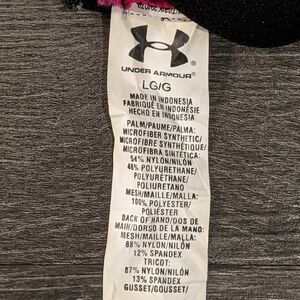 UNDER ARMOUR
LG/G
MADE IN INDONESIA
FABRIQUÉ EN INDONÉSIE
HECHO EN INDONESIA
PALM/PAUME/PALMA:
MICROFIBER SYNTHETIC/
MICROFIBRE SYNTHÉTIQUE/
MICROFIBRA SINTÉTICA:
54% NYLON/NILÓN
46% POLYURETHANE/
POLYURÉTHANE/
POLIURETANO
MESH/MAILLE/MALLA:
100% POLYESTER/
POLIÉSTER
BACK OF HAND/DOS DE
MAIN/DORSO DE LA MANO:
MESH/MAILLE/MALLA:
88% NYLON/NILÓN
12% SPANDEX
TRICOT:
87% NYLON/NILÓN
13% SPANDEX
GUSSET/GOUSSET/